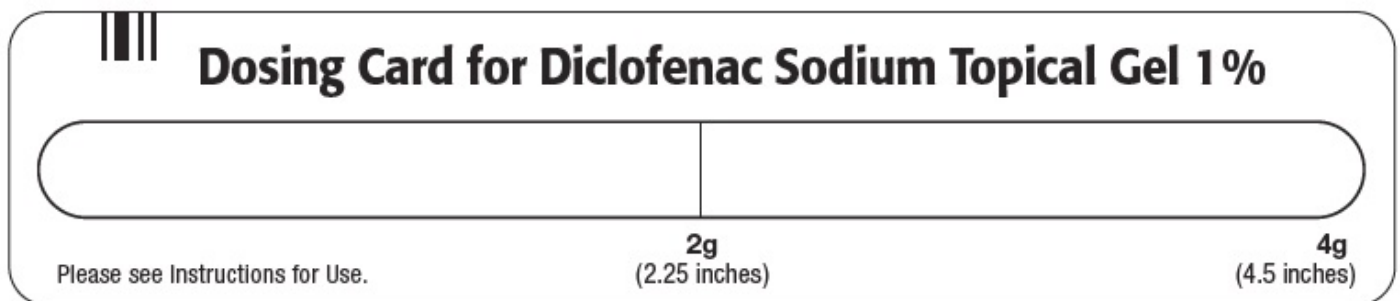 Dosing Card for Diclofenac Sodium Topical Gel 1%
2g
4g
Please see Instructions for Use.
(2.25 inches)
(4.5 inches)